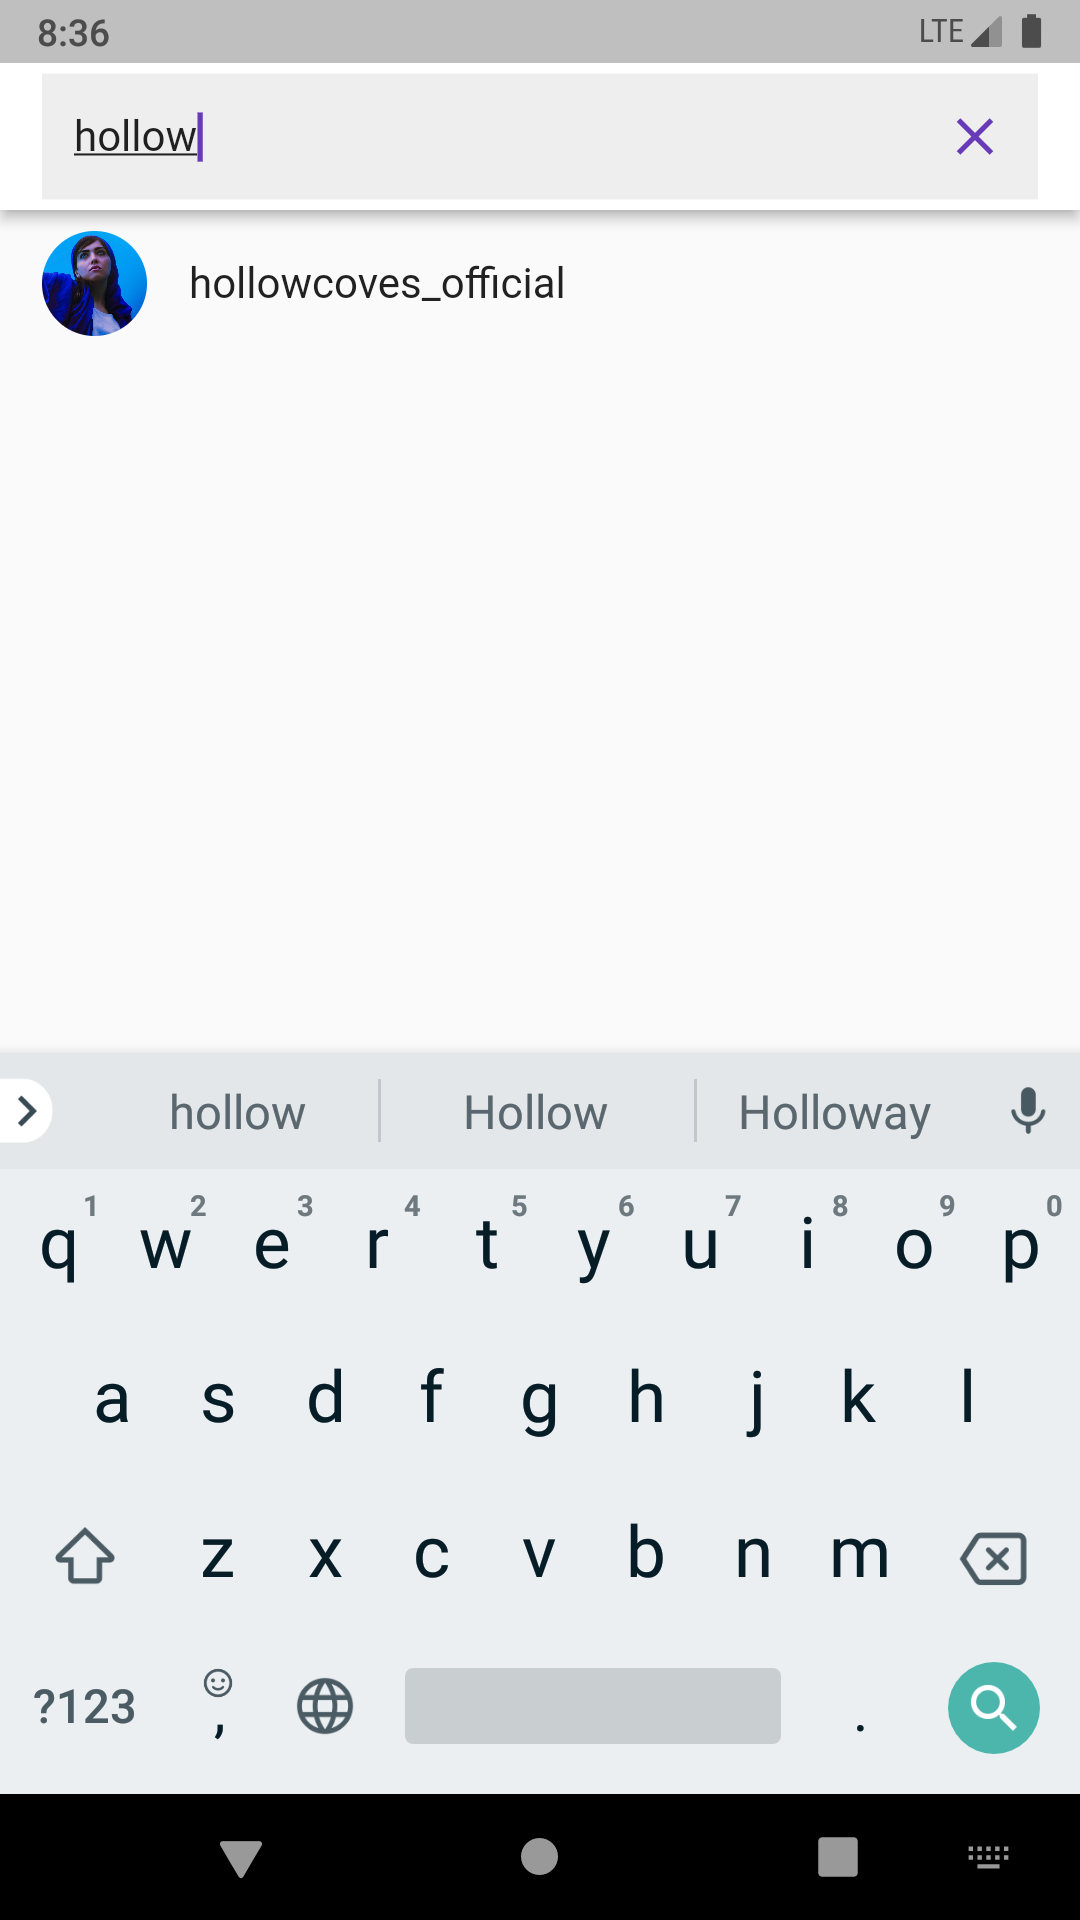 8:36 LTE
hollow
hollowcoves_official
hollow Hollow Holloway
1 2 3 4 5 6 7 8 9 0
q w e r t y u i o p
a s d f g h j k l
z x c v b n m
?123 , .